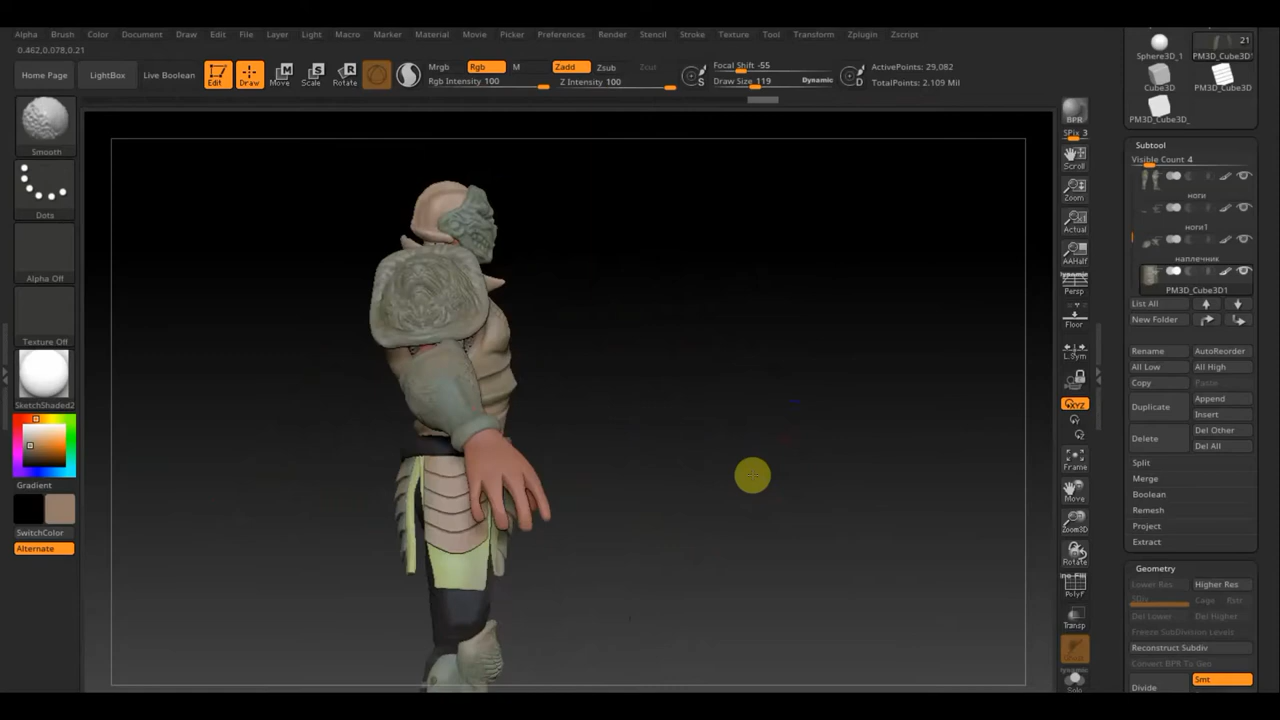 Alpha Brush Color Document Draw Edit File Layer Light Macro Marker Material Movie Picker Preferences Render Stencil Stroke Texture Tool Transform Zplugin Zscript
0.462,0.078,0.21
Home Page LightBox Live Boolean Edit Draw Move Scale Rotate
Mrgb Rgb M Zadd Zsub Zcut
Rgb Intensity 100 Z Intensity 100
Focal Shift -55
Draw Size 119 Dynamic
ActivePoints: 29,082
TotalPoints: 2.109 Mil
Smooth
Dots
Alpha Off
Texture Off
SketchShaded2
Gradient
SwitchColor
Alternate
BPR
SPix 3
Scroll
Zoom
Actual
AAHalf
Dynamic
Persp
Floor
L.Sym
XYZ
Frame
Move
Zoom3D
Rotate
Line Fill
PolyF
Transp
Dynamic
Solo
21
Sphere3D_1 PM3D_Cube3D1
Cube3D PM3D_Cube3D
PM3D_Cube3D_
Subtool
Visible Count 4
ноги
ноги1
наплечник
PM3D_Cube3D1
List All
New Folder
Rename AutoReorder
All Low All High
Copy Paste
Duplicate Append
Insert
Delete Del Other
Del All
Split
Merge
Boolean
Remesh
Project
Extract
Geometry
Lower Res Higher Res
SDiv Cage Rstr
Del Lower Del Higher
Freeze SubDivision Levels
Reconstruct Subdiv
Convert BPR To Geo
Divide Smt